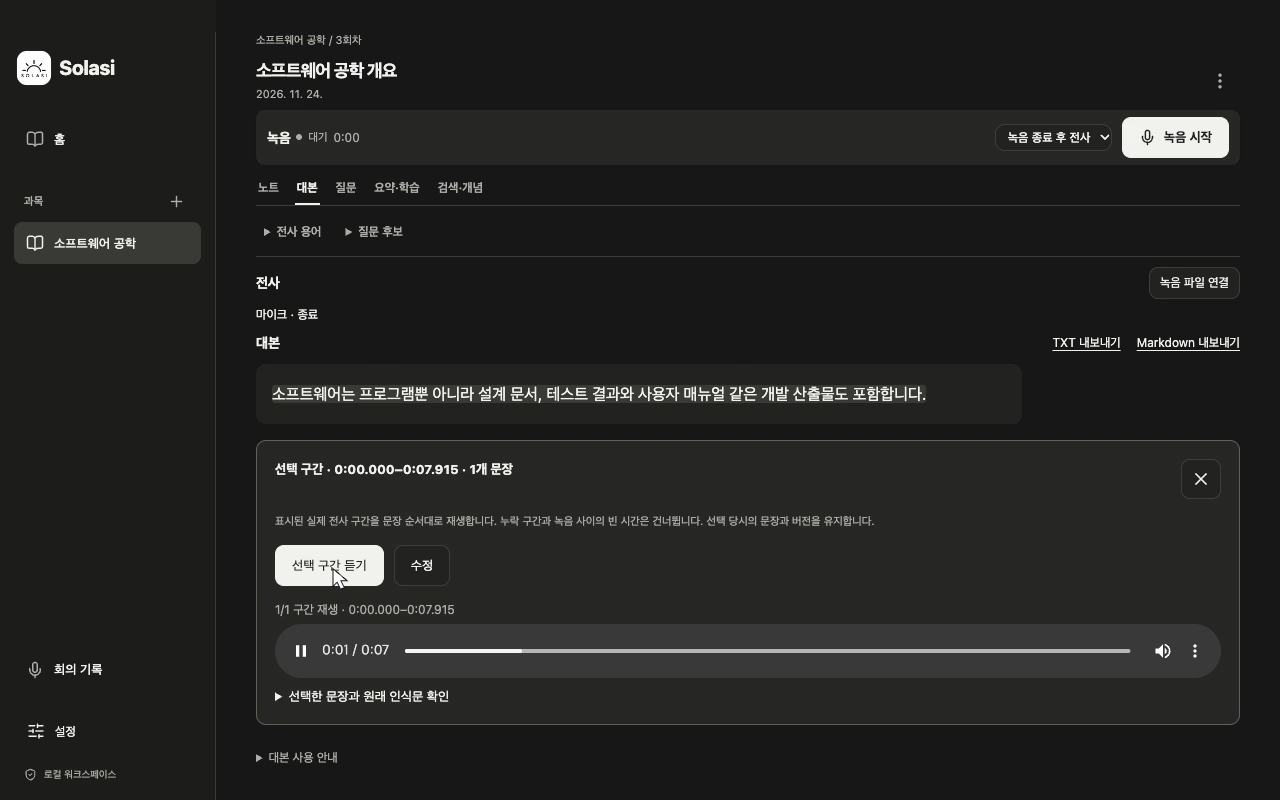 소프트웨어 공학 / 3회차
SOLASI
Solasi
소프트웨어 공학 개요
2026. 11. 24.
홈
녹음 대기 0:00 녹음 종료 후 전사 녹음 시작
노트 대본 질문 요약·학습 검색·개념
과목
전사 용어 질문 후보
소프트웨어 공학
전사 녹음 파일 연결
마이크 · 종료
대본 TXT 내보내기 Markdown 내보내기
소프트웨어는 프로그램뿐 아니라 설계 문서, 테스트 결과와 사용자 매뉴얼 같은 개발 산출물도 포함합니다.
선택 구간 · 0:00.000–0:07.915 · 1개 문장
표시된 실제 전사 구간을 문장 순서대로 재생합니다. 누락 구간과 녹음 사이의 빈 시간은 건너뜁니다. 선택 당시의 문장과 버전을 유지합니다.
선택 구간 듣기 수정
1/1 구간 재생 · 0:00.000–0:07.915
0:01 / 0:07
선택한 문장과 원래 인식문 확인
회의 기록
설정
대본 사용 안내
로컬 워크스페이스